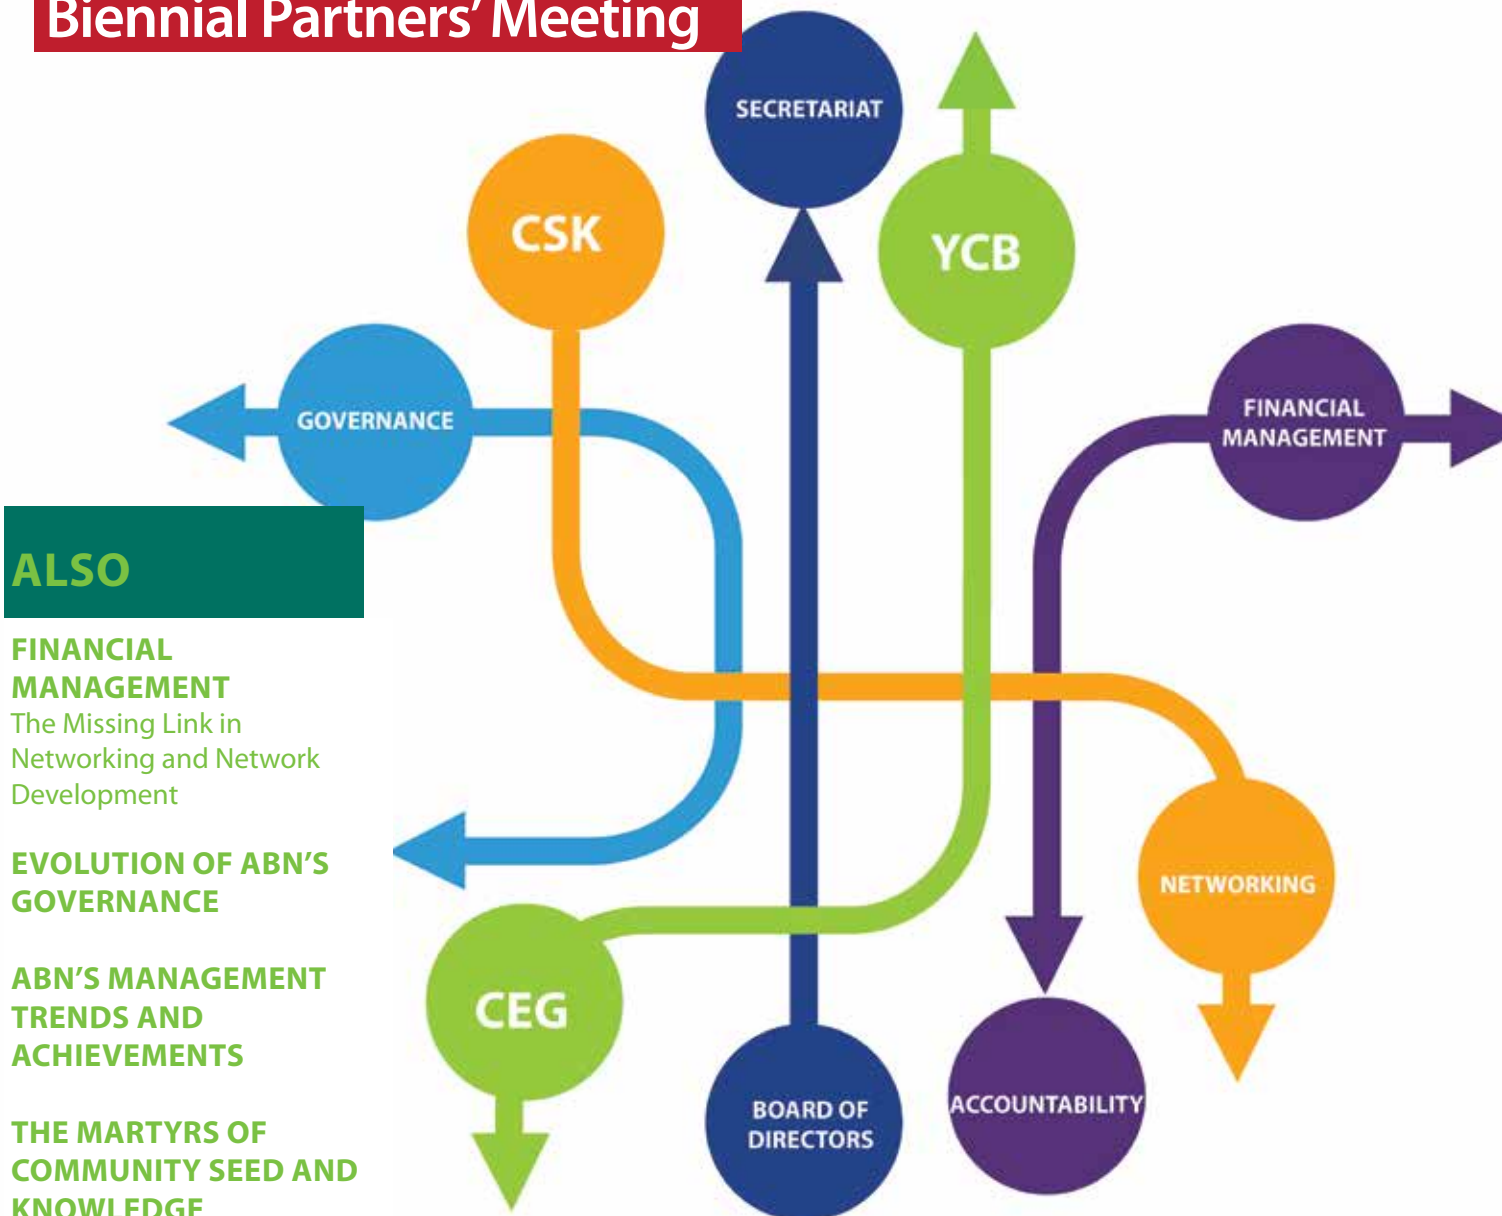 Biennial Partners’ Meeting
SECRETARIAT
CSK
YCB
GOVERNANCE
FINANCIAL
MANAGEMENT
ALSO
FINANCIAL
MANAGEMENT
The Missing Link in
Networking and Network
Development
EVOLUTION OF ABN’S
GOVERNANCE
ABN’S MANAGEMENT
TRENDS AND
ACHIEVEMENTS
THE MARTYRS OF
COMMUNITY SEED AND
KNOWLEDGE
NETWORKING
CEG
BOARD OF
DIRECTORS
ACCOUNTABILITY